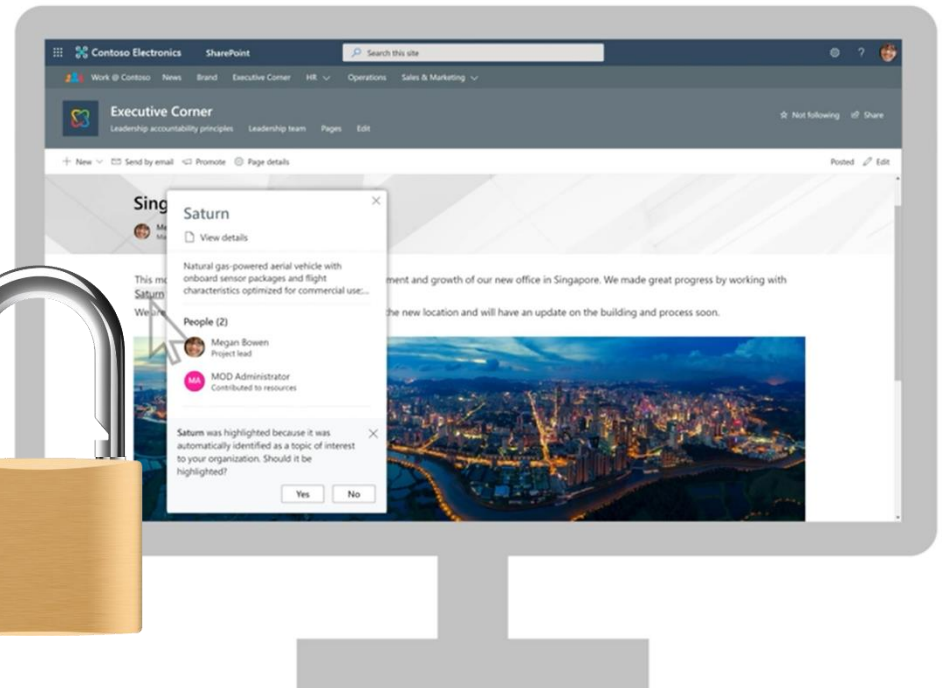 Contoso Electronics SharePoint Search this site ?
Work @ Contoso News Brand Executive Corner HR Operations Sales & Marketing
Executive Corner
Leadership accountability principles Leadership team Pages Edit
Not following Share
New Send by email Promote Page details Posted Edit
Sing
Me
Ma
Saturn
View details
Natural gas-powered aerial vehicle with
onboard sensor packages and flight
characteristics optimized for commercial use;...
People (2)
Megan Bowen
Project lead
MA
MOD Administrator
Contributed to resources
Saturn was highlighted because it was
automatically identified as a topic of interest
to your organization. Should it be
highlighted?
Yes No
This mo
ment and growth of our new office in Singapore. We made great progress by working with
Saturn
We are
the new location and will have an update on the building and process soon.